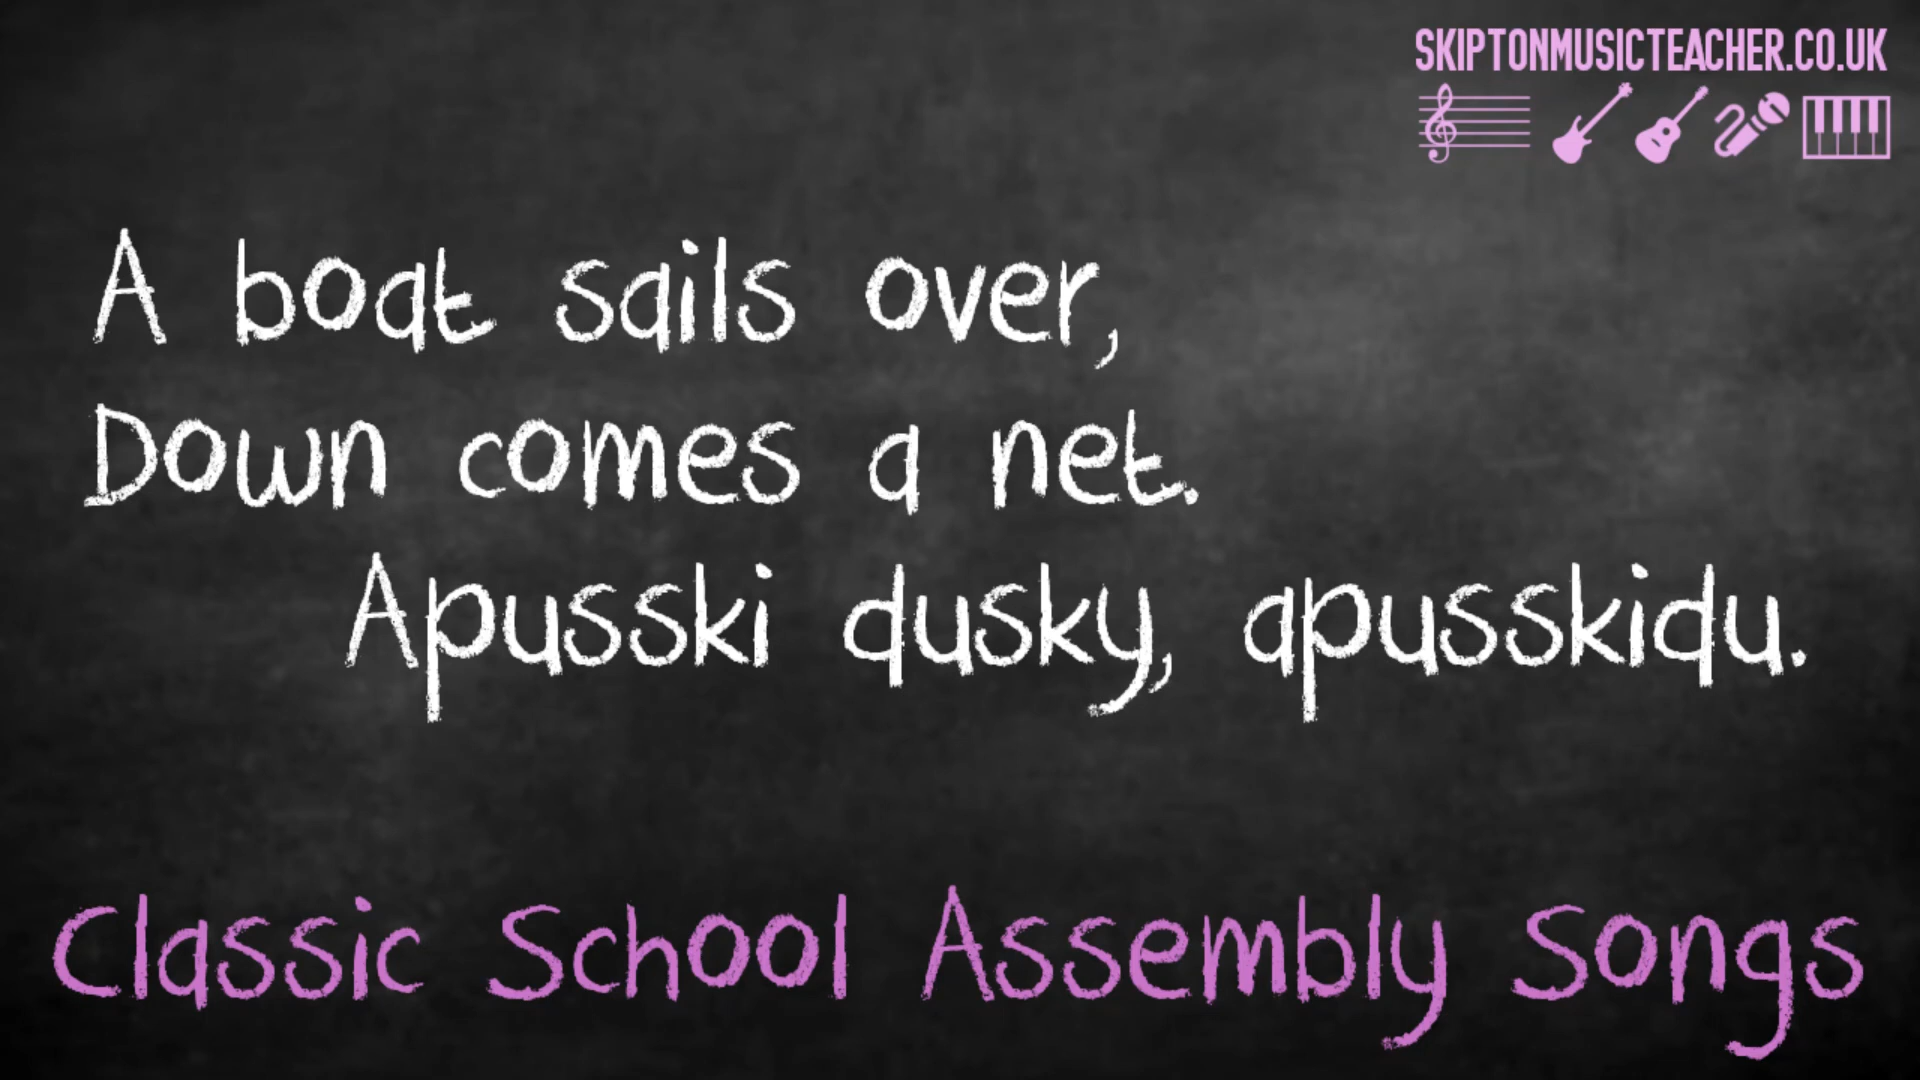 SKIPTONMUSICTEACHER.CO.UK
A boat sails over,
Down comes a net.
Apusski dusky, apusskidu.
Classic School Assembly Songs